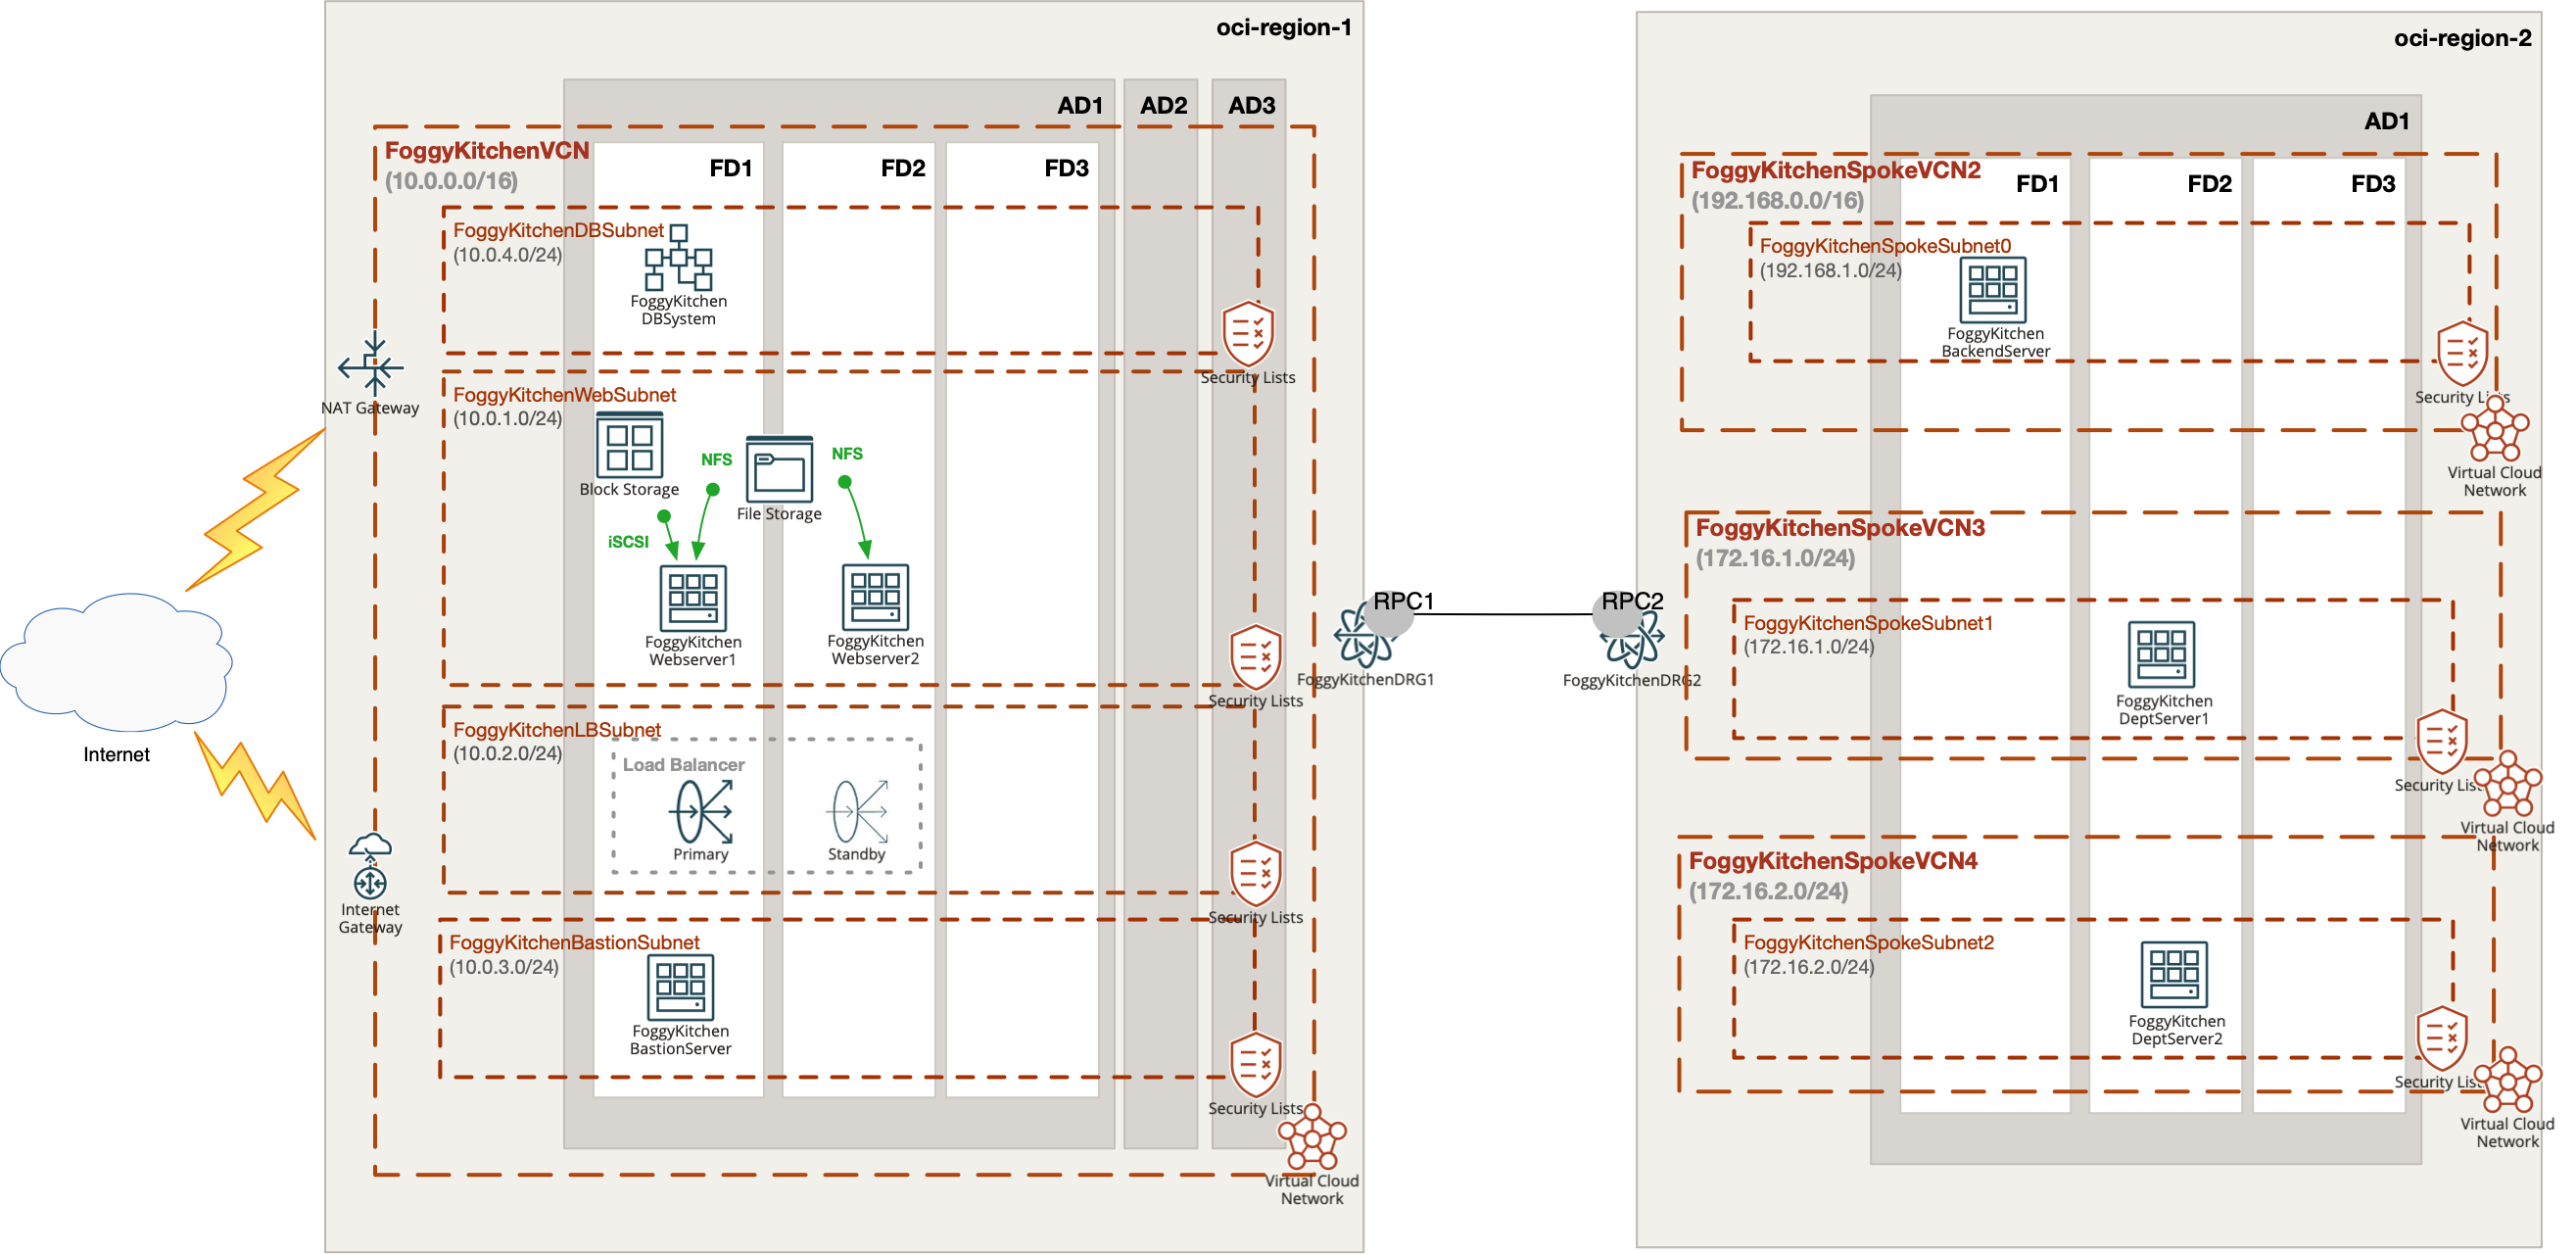 oci-region-1
AD1
AD2
AD3
FoggyKitchenVCN
(10.0.0.0/16)
FD1
FD2
FD3
FoggyKitchenDBSubnet
(10.0.4.0/24)
FoggyKitchen
DBSystem
Security Lists
NAT Gateway
FoggyKitchenWebSubnet
(10.0.1.0/24)
Block Storage
NFS
File Storage
NFS
iSCSI
FoggyKitchen
Webserver1
FoggyKitchen
Webserver2
Security Lists
Internet
FoggyKitchenLBSubnet
(10.0.2.0/24)
Load Balancer
Primary
Standby
Security Lists
Internet
Gateway
FoggyKitchenBastionSubnet
(10.0.3.0/24)
FoggyKitchen
BastionServer
Security Lists
Virtual Cloud
Network
RPC1
FoggyKitchenDRG1
RPC2
FoggyKitchenDRG2
oci-region-2
AD1
FoggyKitchenSpokeVCN2
(192.168.0.0/16)
FD1
FD2
FD3
FoggyKitchenSpokeSubnet0
(192.168.1.0/24)
FoggyKitchen
BackendServer
Security Lists
Virtual Cloud
Network
FoggyKitchenSpokeVCN3
(172.16.1.0/24)
FoggyKitchenSpokeSubnet1
(172.16.1.0/24)
FoggyKitchen
DeptServer1
Security List
Virtual Cloud
Network
FoggyKitchenSpokeVCN4
(172.16.2.0/24)
FoggyKitchenSpokeSubnet2
(172.16.2.0/24)
FoggyKitchen
DeptServer2
Security List
Virtual Cloud
Network